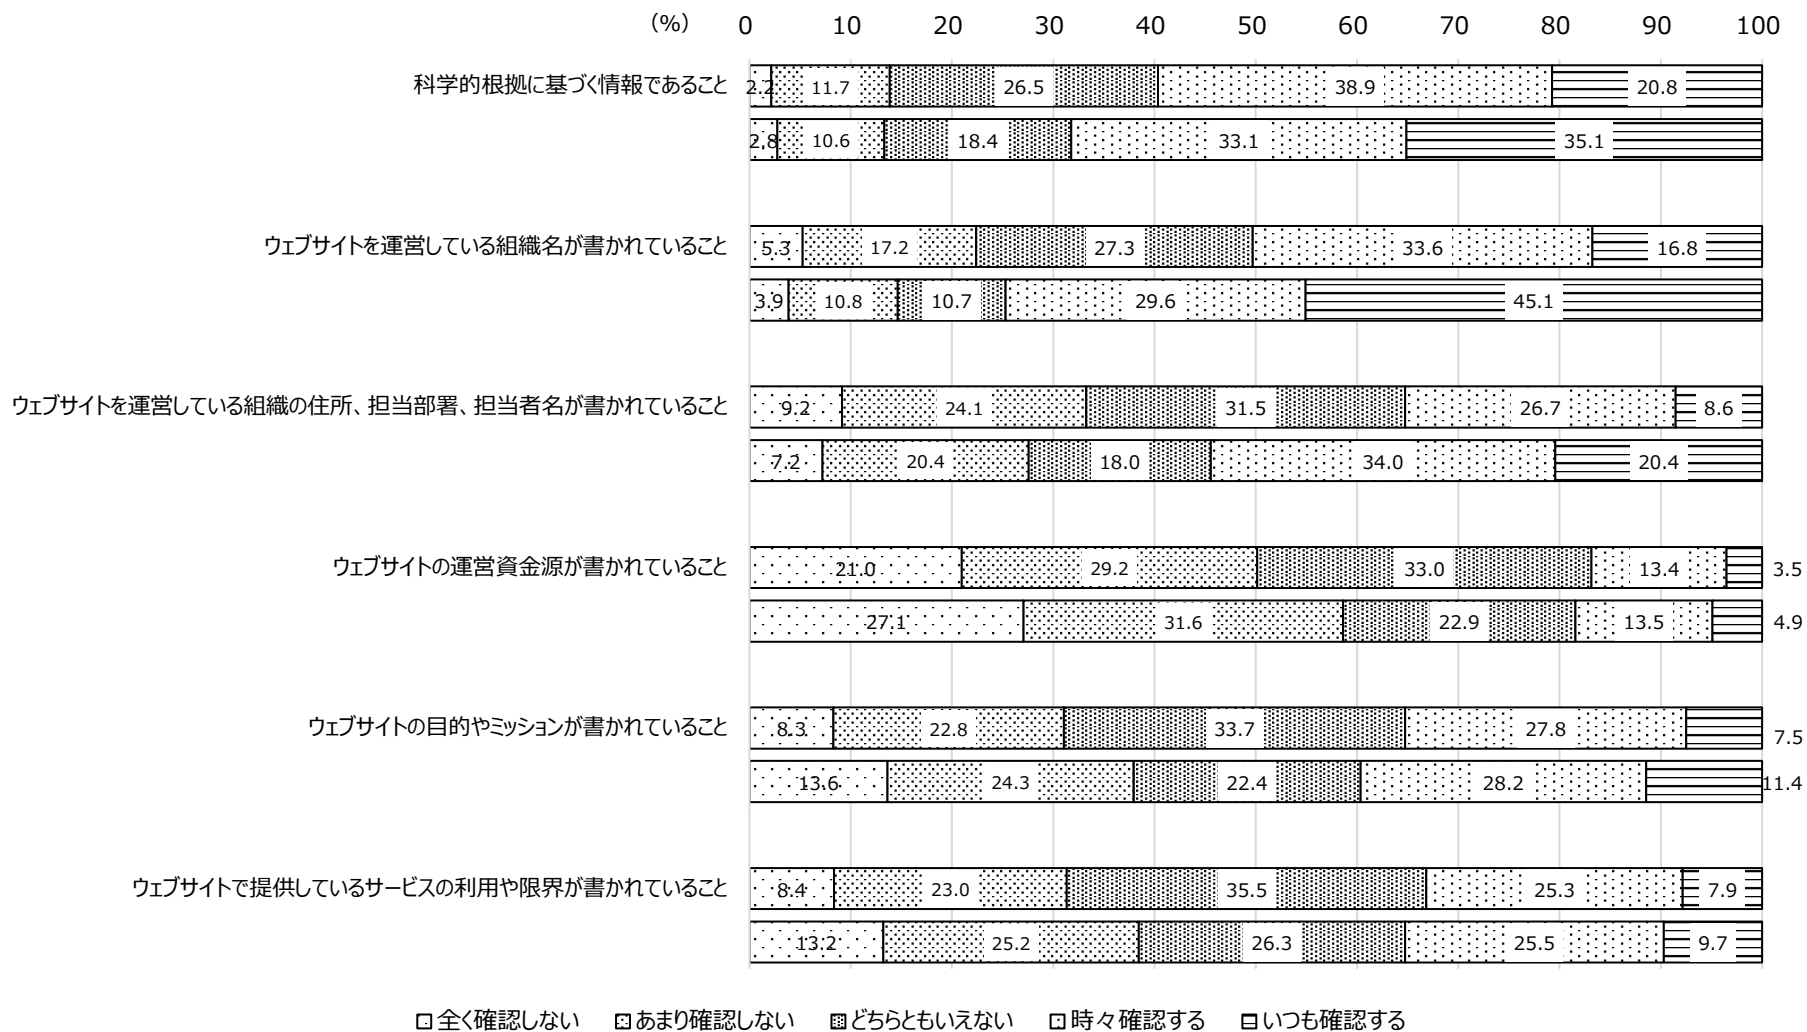 (%) 0 10 20 30 40 50 60 70 80 90 100
科学的根拠に基づく情報であること 2.2 11.7 26.5 38.9 20.8
2.8 10.6 18.4 33.1 35.1
ウェブサイトを運営している組織名が書かれていること 5.3 17.2 27.3 33.6 16.8
3.9 10.8 10.7 29.6 45.1
ウェブサイトを運営している組織の住所、担当部署、担当者名が書かれていること 9.2 24.1 31.5 26.7 8.6
7.2 20.4 18.0 34.0 20.4
ウェブサイトの運営資金源が書かれていること 21.0 29.2 33.0 13.4 3.5
27.1 31.6 22.9 13.5 4.9
ウェブサイトの目的やミッションが書かれていること 8.3 22.8 33.7 27.8 7.5
13.6 24.3 22.4 28.2 11.4
ウェブサイトで提供しているサービスの利用や限界が書かれていること 8.4 23.0 35.5 25.3 7.9
13.2 25.2 26.3 25.5 9.7
全く確認しない あまり確認しない どちらともいえない 時々確認する いつも確認する